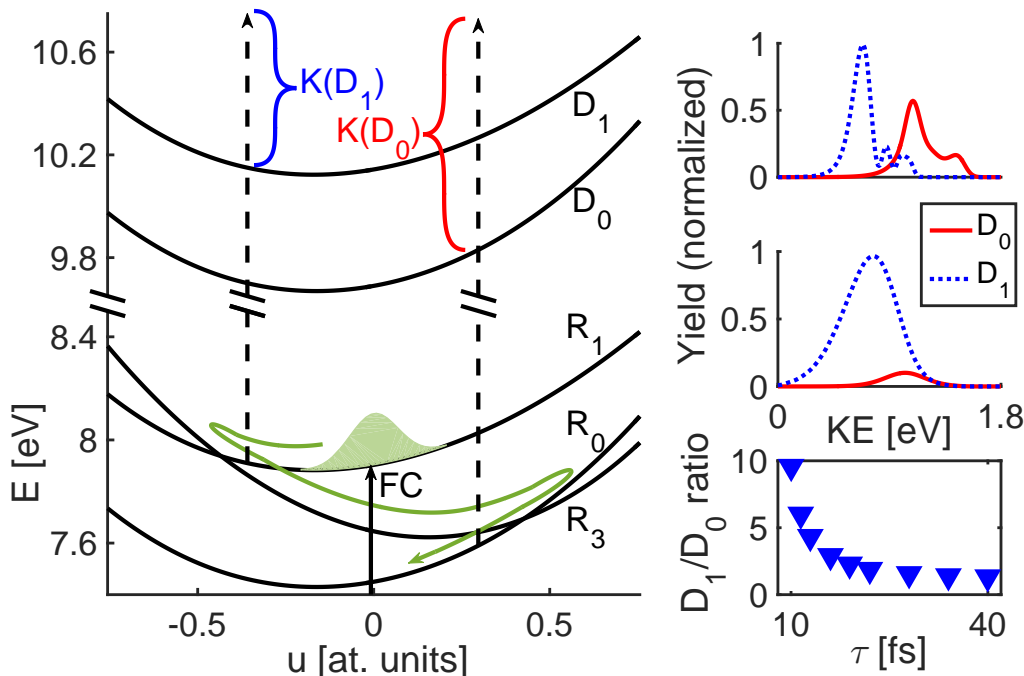 10.6
10.2
9.8
8.4
8
7.6
E [eV]
-0.5
0
0.5
u [at. units]
K(D₁)
K(D₀)
D₁
D₀
R₁
R₀
R₃
FC
1
0.5
0
1
0.5
0
Yield (normalized)
D₀
D₁
0
1.8
KE [eV]
10
5
0
D₁/D₀ ratio
10
40
τ [fs]